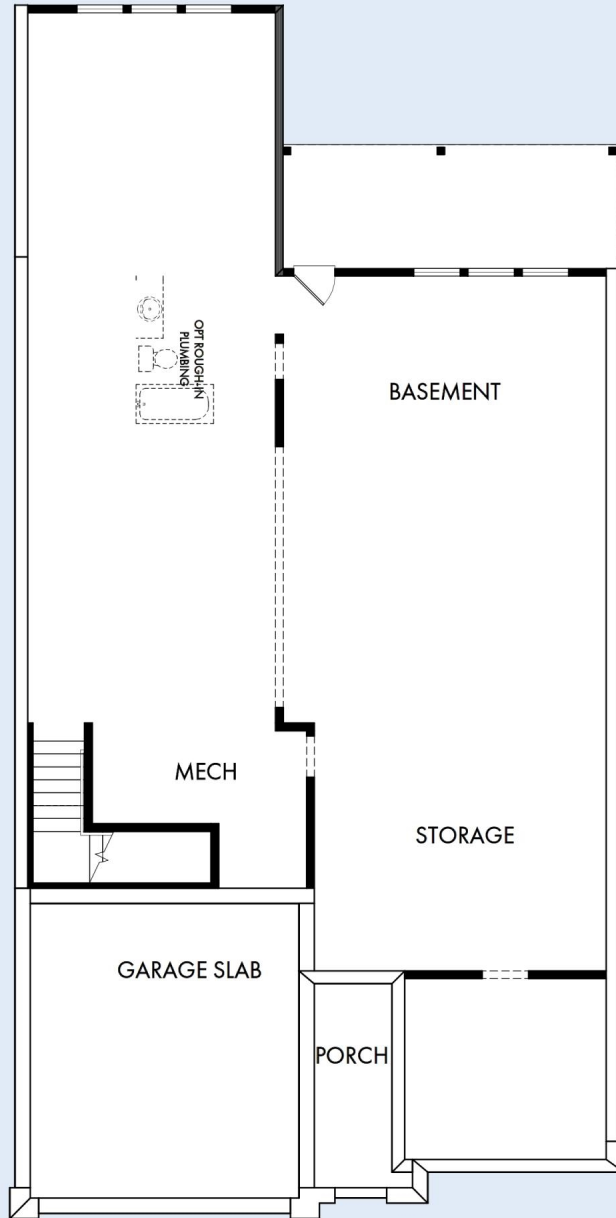 OPT ROUGH-IN
PLUMBING
BASEMENT
MECH
STORAGE
GARAGE SLAB
PORCH